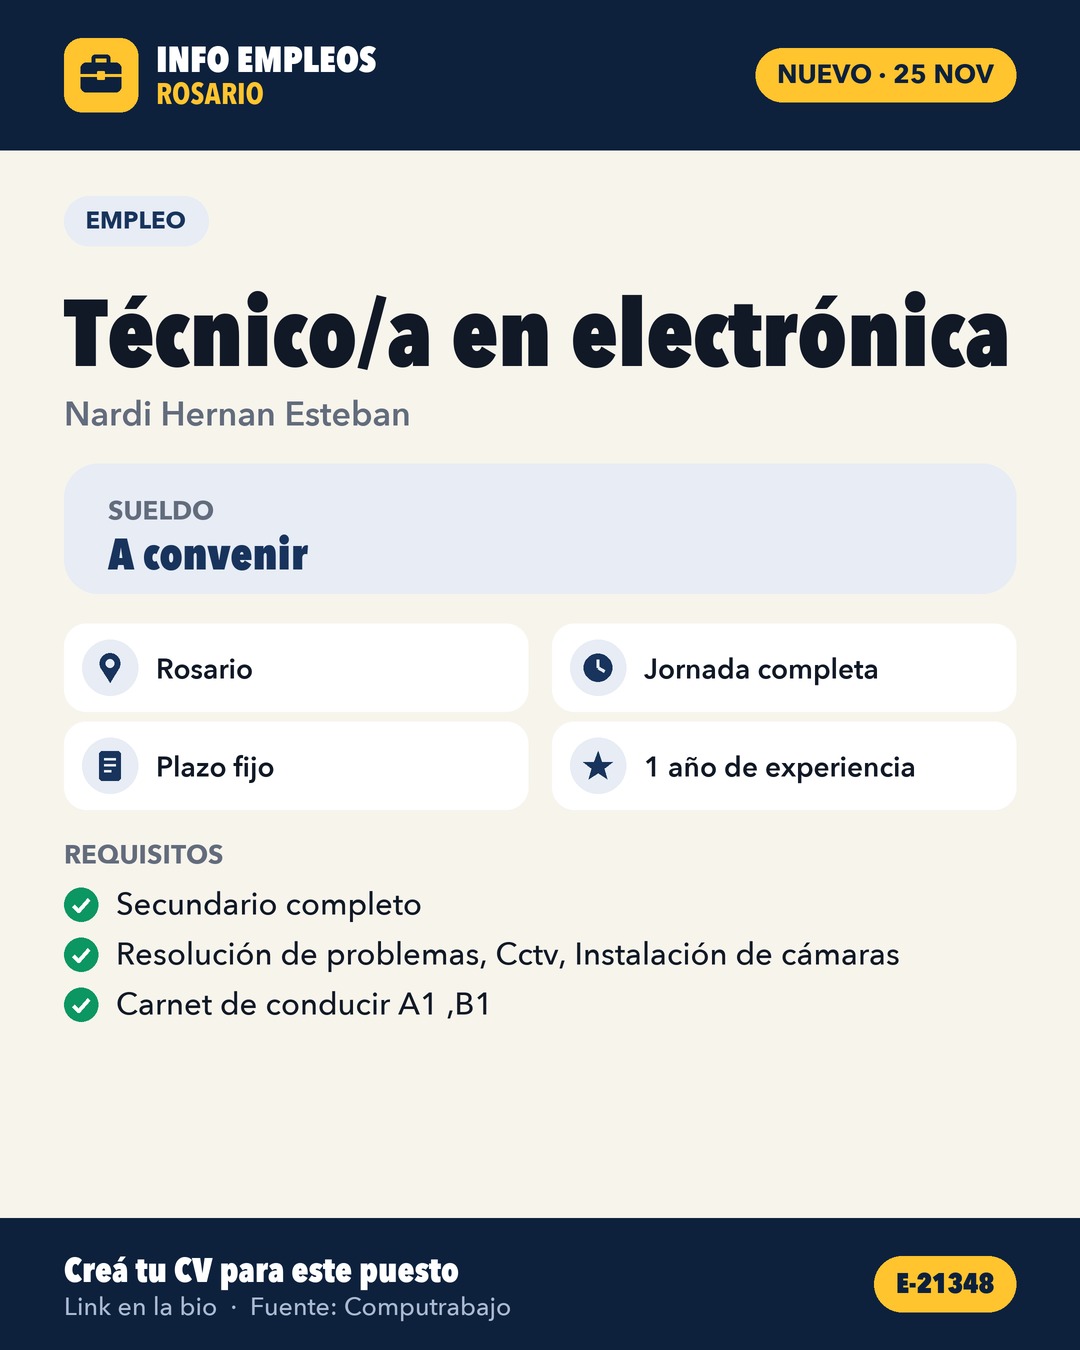 INFO EMPLEOS
ROSARIO
NUEVO · 25 NOV
EMPLEO
Técnico/a en electrónica
Nardi Hernan Esteban
SUELDO
A convenir
Rosario
Jornada completa
Plazo fijo
1 año de experiencia
REQUISITOS
Secundario completo
Resolución de problemas, Cctv, Instalación de cámaras
Carnet de conducir A1 ,B1
Creá tu CV para este puesto
Link en la bio · Fuente: Computrabajo
E-21348